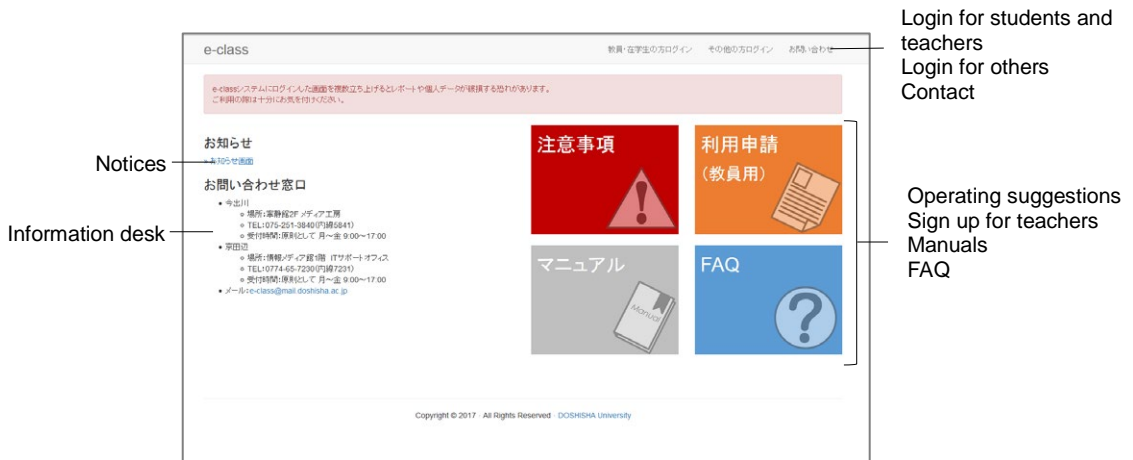 Login for students and
teachers
Login for others
Contact
e-class
教員・在学生の方ログイン その他の方ログイン お問い合わせ
e-classシステムにログインした画面を複数立ち上げるとレポートや個人データが破損する恐れがあります。
ご利用の際は十分にお気を付けください。
Notices
お知らせ
お知らせ画面
Information desk
お問い合わせ窓口
今出川
場所:寧静館2F メディア工房
TEL:075-251-3840(内線5841)
受付時間:原則として 月～金 9:00～17:00
京田辺
場所:情報メディア館1階 ITサポートオフィス
TEL:0774-65-7230(内線7231)
受付時間:原則として 月～金 9:00～17:00
メール:e-class@mail.doshisha.ac.jp
注意事項
利用申請
(教員用)
マニュアル
Manual
FAQ
Operating suggestions
Sign up for teachers
Manuals
FAQ
Copyright © 2017 · All Rights Reserved · DOSHISHA University